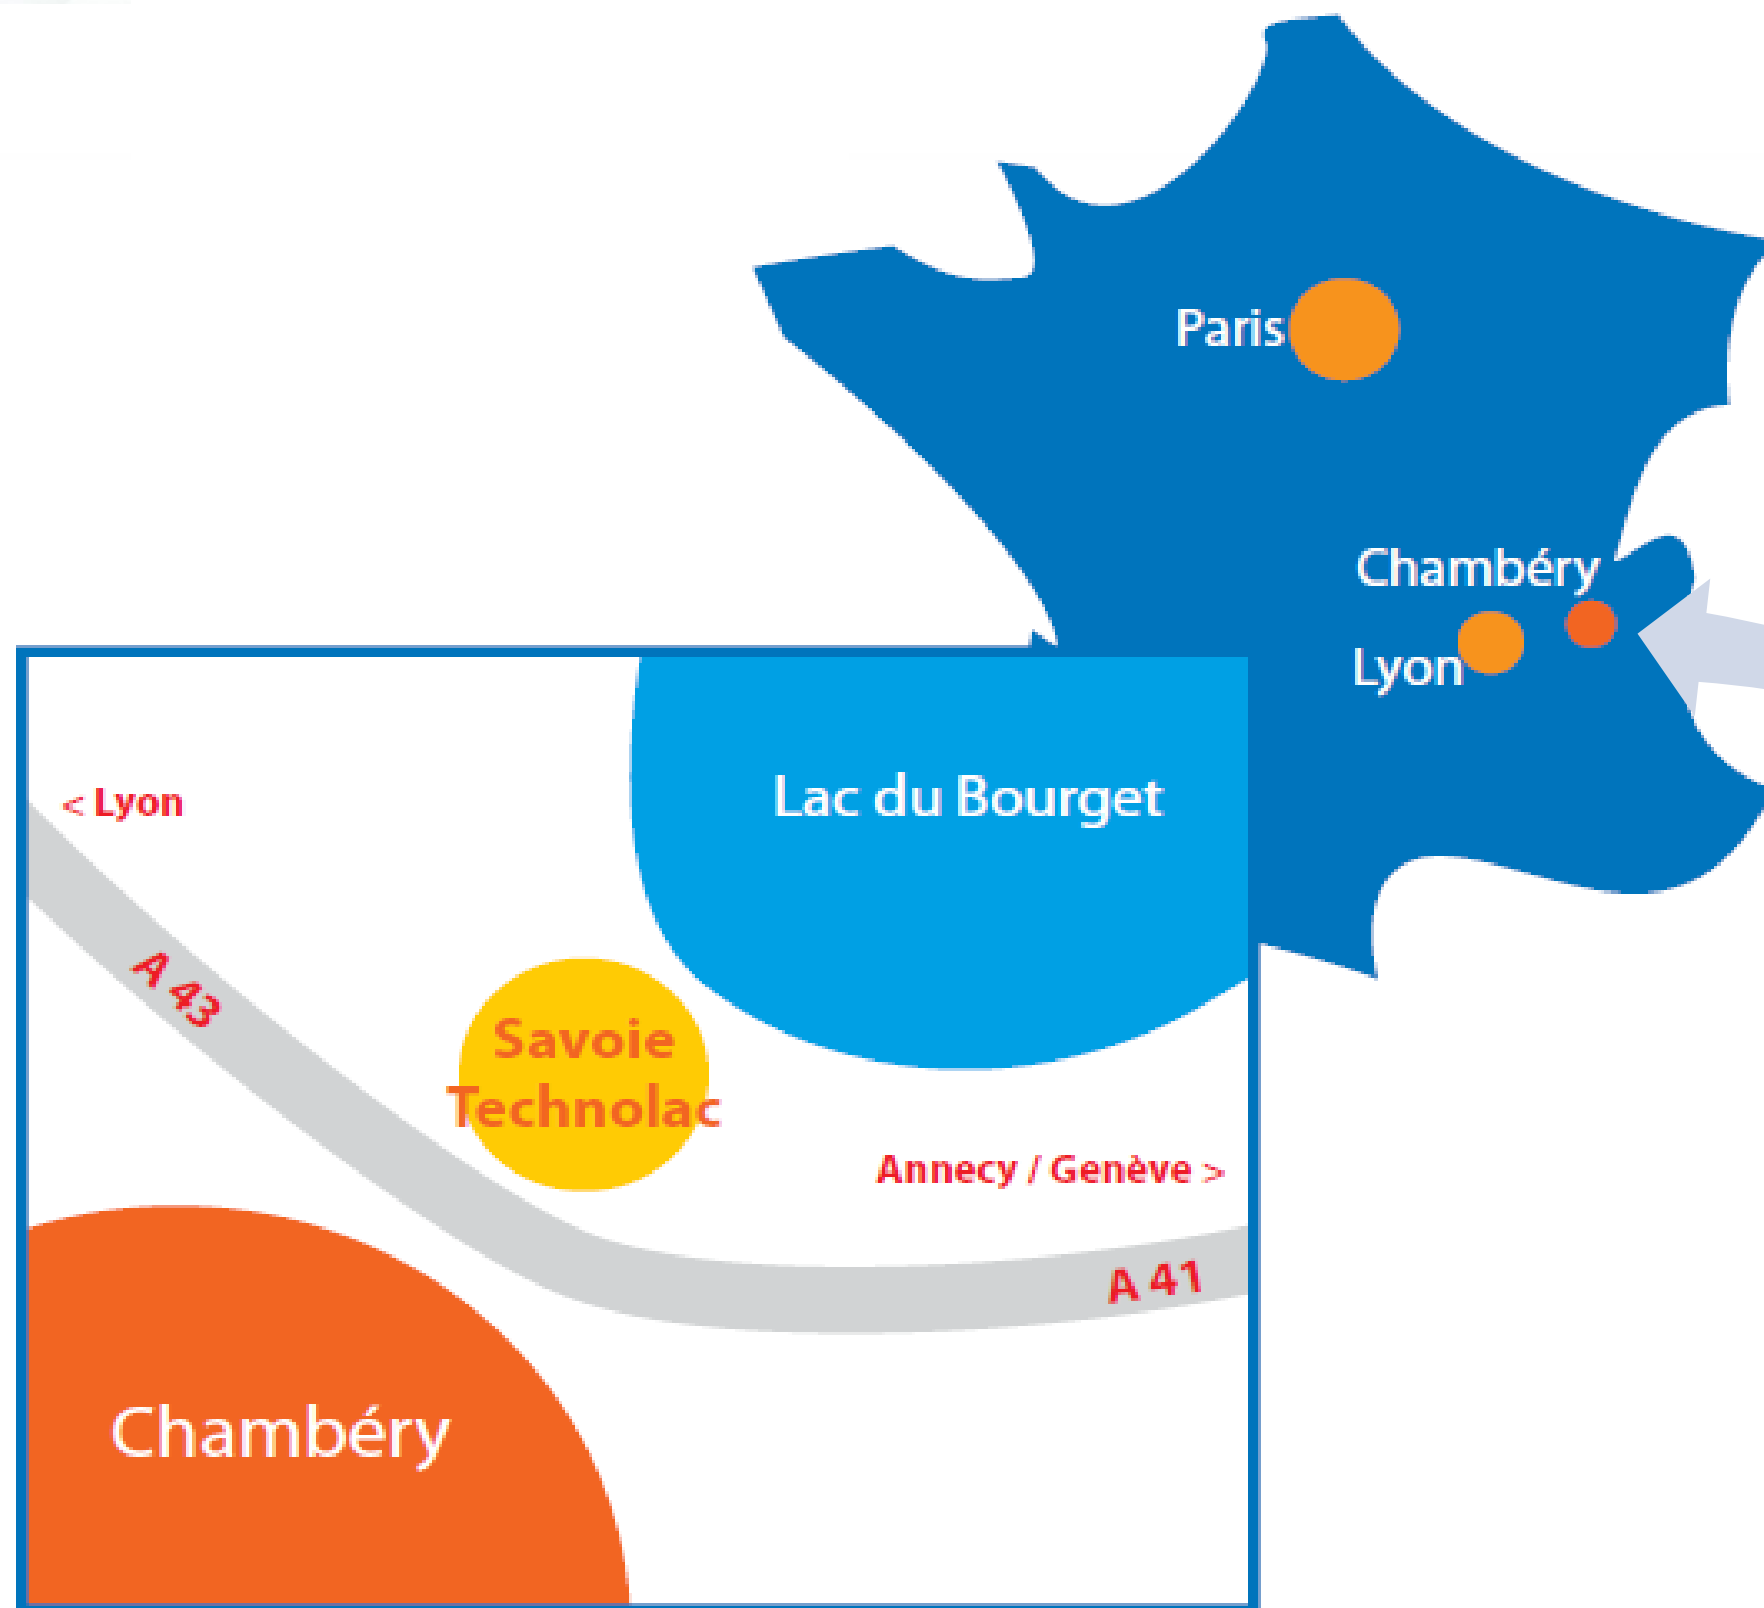 Paris
Chambéry
Lyon
Lac du Bourget
< Lyon
A 43
Savoie
Technolac
Annecy / Genève >
A 41
Chambéry